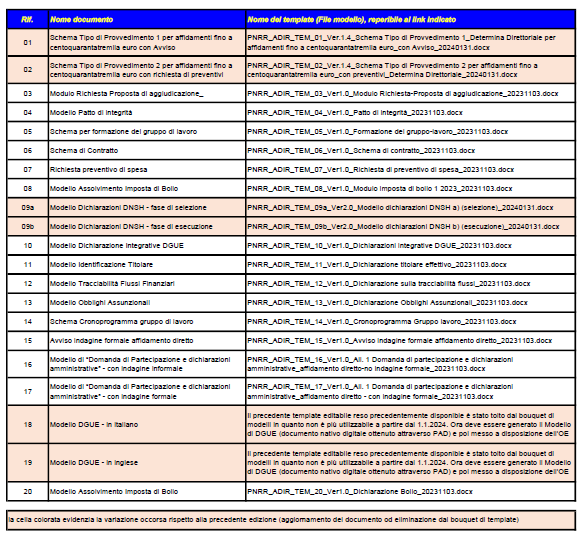 Rif. Nome documento Nome del template (File modello), reperibile al link indicato
01 Schema Tipo di Provvedimento 1 per affidamenti fino a centoquarantatremila euro con Avviso PNRR_ADIR_TEM_01_Ver.1.4_Schema Tipo di Provvedimento 1_Determina Direttoriale per affidamenti fino a centoquarantatremila euro_con Avviso_20240131.docx
02 Schema Tipo di Provvedimento 2 per affidamenti fino a centoquarantatremila euro con richiesta di preventivi PNRR_ADIR_TEM_02_Ver.1.4_Schema Tipo di Provvedimento 2 per affidamenti fino a centoquarantatremila euro_con preventivi_Determina Direttoriale_20240131.docx
03 Modulo Richiesta Proposta di aggiudicazione_ PNRR_ADIR_TEM_03_Ver1.0_Modulo Richiesta-Proposta di aggiudicazione_20231103.docx
04 Modello Patto di integrità PNRR_ADIR_TEM_04_Ver1.0_Patto di integrità_20231103.docx
05 Schema per formazione del gruppo di lavoro PNRR_ADIR_TEM_05_Ver1.0_Formazione del gruppo-lavoro_20231103.docx
06 Schema di Contratto PNRR_ADIR_TEM_06_Ver1.0_Schema di contratto_20231103.docx
07 Richiesta preventivo di spesa PNRR_ADIR_TEM_07_Ver1.0_Richiesta di preventivo di spesa_20231103.docx
08 Modello Assolvimento Imposta di Bollo PNRR_ADIR_TEM_08_Ver1.0_Modulo imposta di bollo 1 2023_20231103.docx
09a Modello Dichiarazioni DNSH - fase di selezione PNRR_ADIR_TEM_09a_Ver2.0_Modello dichiarazioni DNSH a) (selezione)_20240131.docx
09b Modello Dichiarazioni DNSH - fase di esecuzione PNRR_ADIR_TEM_09b_Ver2.0_Modello dichiarazioni DNSH b) (esecuzione)_20240131.docx
10 Modello Dichiarazione Integrative DGUE PNRR_ADIR_TEM_10_Ver1.0_Dichiarazioni integrative DGUE_20231103.docx
11 Modello Identificazione Titolare PNRR_ADIR_TEM_11_Ver1.0_Dichiarazione titolare effettivo_20231103.docx
12 Modello Tracciabilità Flussi Finanziari PNRR_ADIR_TEM_12_Ver1.0_Dichiarazione sulla tracciabilità flussi_20231103.docx
13 Modello Obblighi Assunzionali PNRR_ADIR_TEM_13_Ver1.0_Dichiarazione Obblighi Assunzionali_20231103.docx
14 Schema Cronoprogramma gruppo di lavoro PNRR_ADIR_TEM_14_Ver1.0_Cronoprogramma Gruppo lavoro_20231103.docx
15 Avviso indagine formale affidamento diretto PNRR_ADIR_TEM_15_Ver1.0_Avviso indagine formale affidamento diretto_20231103.docx
16 Modello di "Domanda di Partecipazione e dichiarazioni amministrative" - con indagine informale PNRR_ADIR_TEM_16_Ver1.0_All. 1 Domanda di partecipazione e dichiarazioni amministrative_affidamento diretto-no indagine formale_20231103.docx
17 Modello di "Domanda di Partecipazione e dichiarazioni amministrative" - con indagine formale PNRR_ADIR_TEM_17_Ver1.0_All. 1 Domanda di partecipazione e dichiarazioni amministrative_affidamento diretto - con indagine formale_20231103.docx
18 Modello DGUE - in italiano Il precedente template editabile reso precedentemente disponibile è stato tolto dal bouquet di modelli in quanto non è più utilizzabile a partire dal 1.1.2024. Ora deve essere generato il Modello di DGUE (documento nativo digitale ottenuto attraverso PAD) e poi messo a disposizione dell'OE
19 Modello DGUE - in inglese Il precedente template editabile reso precedentemente disponibile è stato tolto dal bouquet di modelli in quanto non è più utilizzabile a partire dal 1.1.2024. Ora deve essere generato il Modello di DGUE (documento nativo digitale ottenuto attraverso PAD) e poi messo a disposizione dell'OE
20 Modello Assolvimento Imposta di Bollo PNRR_ADIR_TEM_20_Ver1.0_Dichiarazione Bollo_20231103.docx
la cella colorata evidenzia la variazione occorsa rispetto alla precedente edizione (aggiornamento del documento od eliminazione dal bouquet di template)